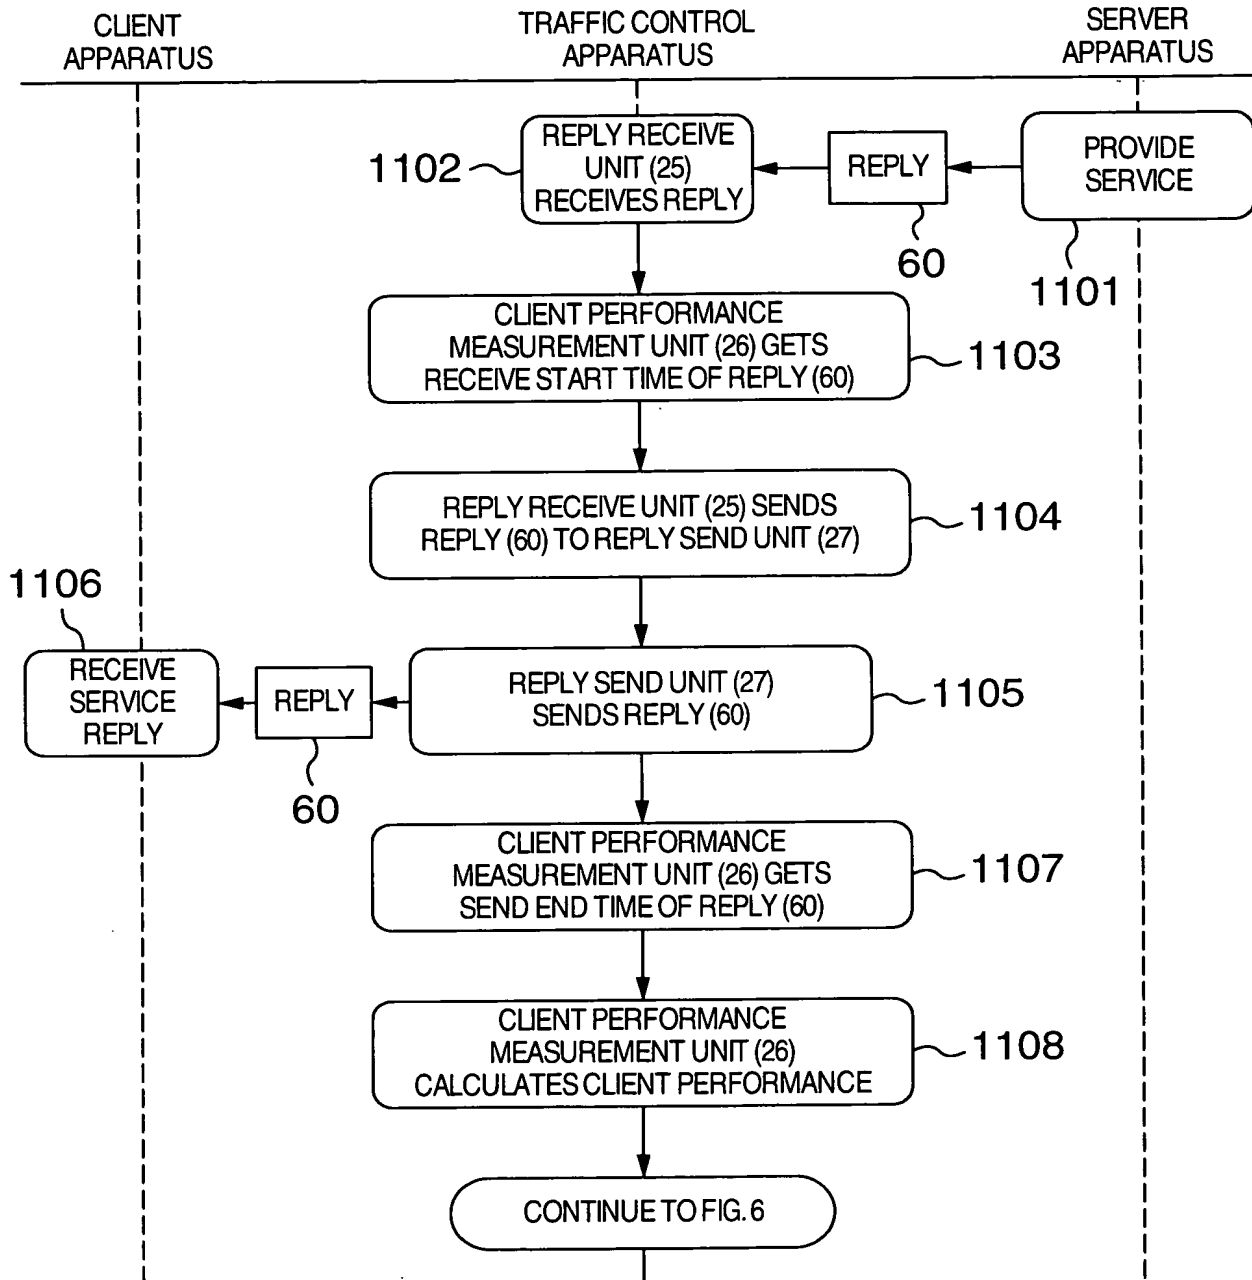 CLIENT
APPARATUS
TRAFFIC CONTROL
APPARATUS
SERVER
APPARATUS
1102
REPLY RECEIVE
UNIT (25)
RECEIVES REPLY
REPLY
60
PROVIDE
SERVICE
1101
CLIENT PERFORMANCE
MEASUREMENT UNIT (26) GETS
RECEIVE START TIME OF REPLY (60)
1103
REPLY RECEIVE UNIT (25) SENDS
REPLY (60) TO REPLY SEND UNIT (27)
1104
1106
RECEIVE
SERVICE
REPLY
REPLY
60
REPLY SEND UNIT (27)
SENDS REPLY (60)
1105
CLIENT PERFORMANCE
MEASUREMENT UNIT (26) GETS
SEND END TIME OF REPLY (60)
1107
CLIENT PERFORMANCE
MEASUREMENT UNIT (26)
CALCULATES CLIENT PERFORMANCE
1108
CONTINUE TO FIG. 6